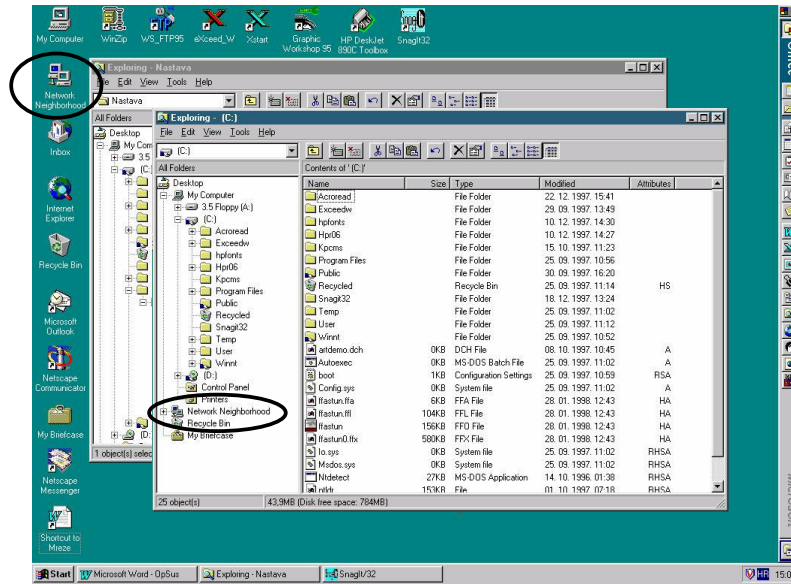 My Computer
WinZip
WS_FTP95
eXceed_W
Xstart
Graphic Workshop 95
HP DeskJet 890C Toolbox
SnagIt32
Network Neighborhood
Inbox
Internet Explorer
Recycle Bin
Microsoft Outlook
Netscape Communicator
My Briefcase
Netscape Messenger
Shortcut to Mreze
Exploring - Nastava
File Edit View Tools Help
Nastava
All Folders
Desktop
My Com
3.5
(C:
(D:
1 object(s) selec
Exploring - (C:)
File Edit View Tools Help
(C:)
All Folders
Contents of '(C:)'
Desktop
My Computer
3.5 Floppy (A:)
(C:)
Acroread
Exceedw
hpfonts
Hpr06
Kpcms
Program Files
Public
Recycled
Snagit32
Temp
User
Winnt
(D:)
Control Panel
Printers
Network Neighborhood
Recycle Bin
My Briefcase
Name Size Type Modified Attributes
Acroread File Folder 22. 12. 1997. 15:41
Exceedw File Folder 29. 09. 1997. 13:49
hpfonts File Folder 10. 12. 1997. 14:30
Hpr06 File Folder 10. 12. 1997. 14:27
Kpcms File Folder 15. 10. 1997. 11:23
Program Files File Folder 25. 09. 1997. 10:56
Public File Folder 30. 09. 1997. 16:20
Recycled Recycle Bin 25. 09. 1997. 11:14 HS
Snagit32 File Folder 18. 12. 1997. 13:24
Temp File Folder 25. 09. 1997. 11:02
User File Folder 25. 09. 1997. 11:12
Winnt File Folder 25. 09. 1997. 10:52
artdemo.dch 0KB DCH File 08. 10. 1997. 10:45 A
Autoexec 0KB MS-DOS Batch File 25. 09. 1997. 11:02 A
boot 1KB Configuration Settings 25. 09. 1997. 10:59 RSA
Config.sys 0KB System file 25. 09. 1997. 11:02 A
ffastun.ffa 6KB FFA File 28. 01. 1998. 12:43 HA
ffastun.ffl 104KB FFL File 28. 01. 1998. 12:43 HA
ffastun 156KB FFO File 28. 01. 1998. 12:43 HA
ffastun0.ffx 580KB FFX File 28. 01. 1998. 12:43 HA
Io.sys 0KB System file 25. 09. 1997. 11:02 RHSA
Msdos.sys 0KB System file 25. 09. 1997. 11:02 RHSA
Ntdetect 27KB MS-DOS Application 14. 10. 1996. 01:38 RHSA
ntldr 153KB File 01. 10. 1997. 07:18 RHSA
25 object(s) 43,9MB (Disk free space: 784MB)
Office
Start
Microsoft Word - OpSus
Exploring - Nastava
SnagIt/32
HR
15:0